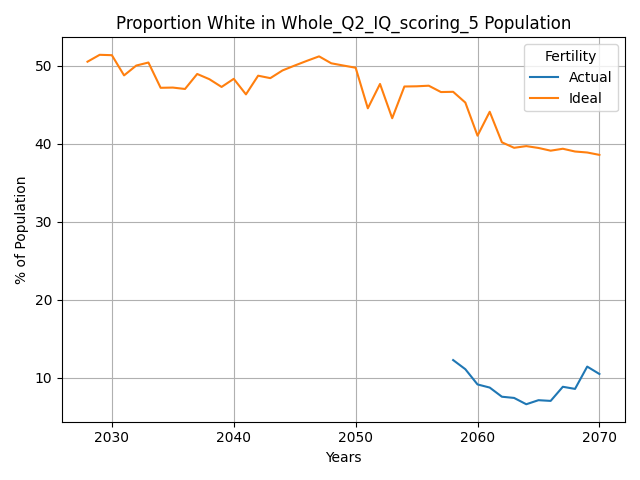 Proportion White in Whole_Q2_IQ_scoring_5 Population
Fertility
Actual
Ideal
% of Population
50
40
30
20
10
2030
2040
2050
2060
2070
Years